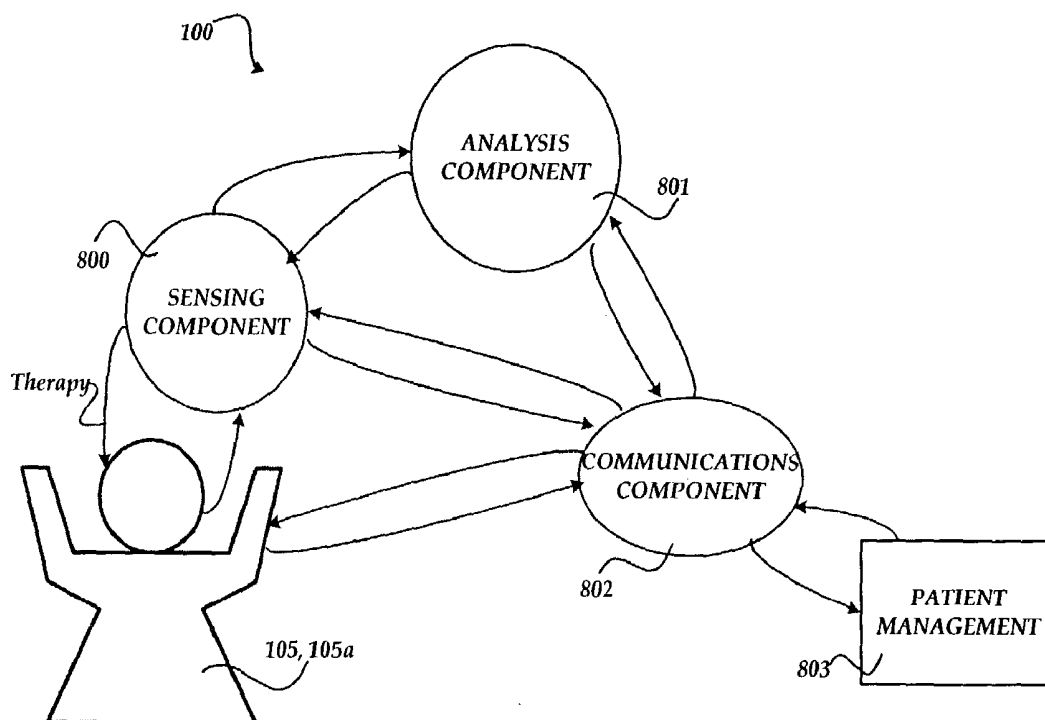 100
ANALYSIS
COMPONENT
801
800
SENSING
COMPONENT
Therapy
COMMUNICATIONS
COMPONENT
802
PATIENT
MANAGEMENT
803
105, 105a